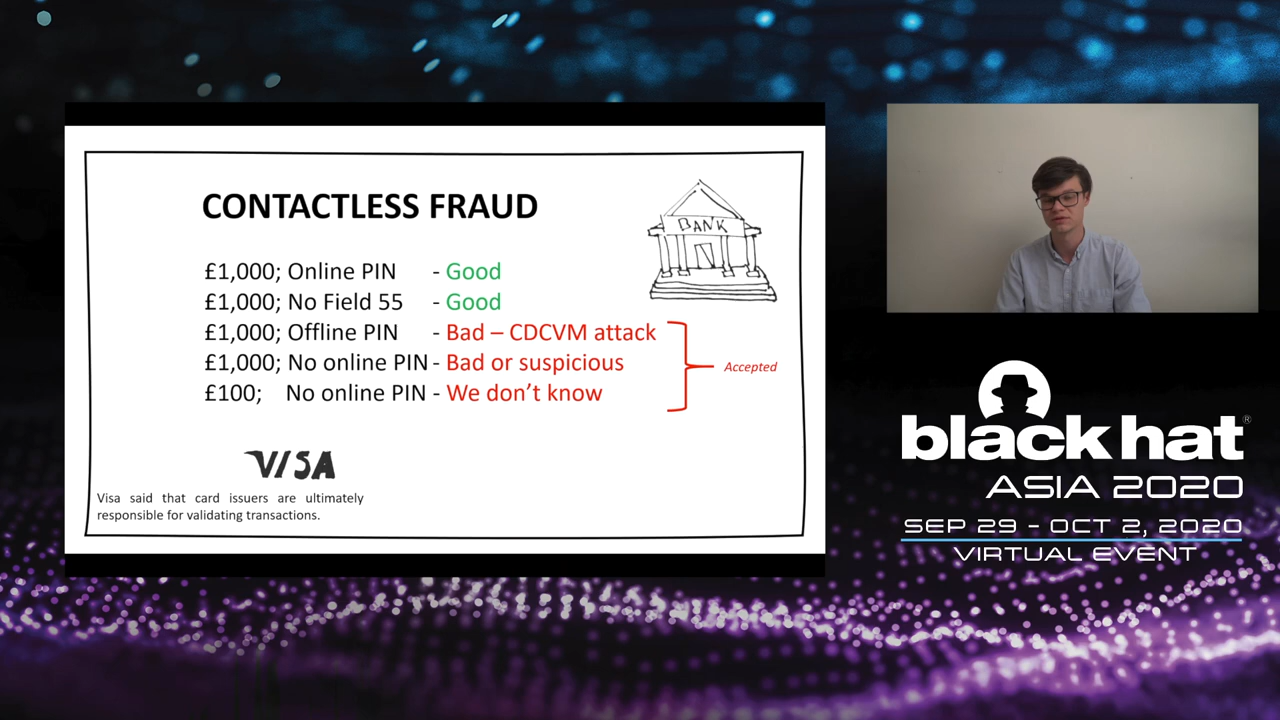 CONTACTLESS FRAUD
BANK
£1,000; Online PIN - Good
£1,000; No Field 55 - Good
£1,000; Offline PIN - Bad – CDCVM attack
£1,000; No online PIN - Bad or suspicious
£100; No online PIN - We don't know
Accepted
VISA
Visa said that card issuers are ultimately
responsible for validating transactions.
black hat®
ASIA 2020
SEP 29 - OCT 2, 2020
VIRTUAL EVENT